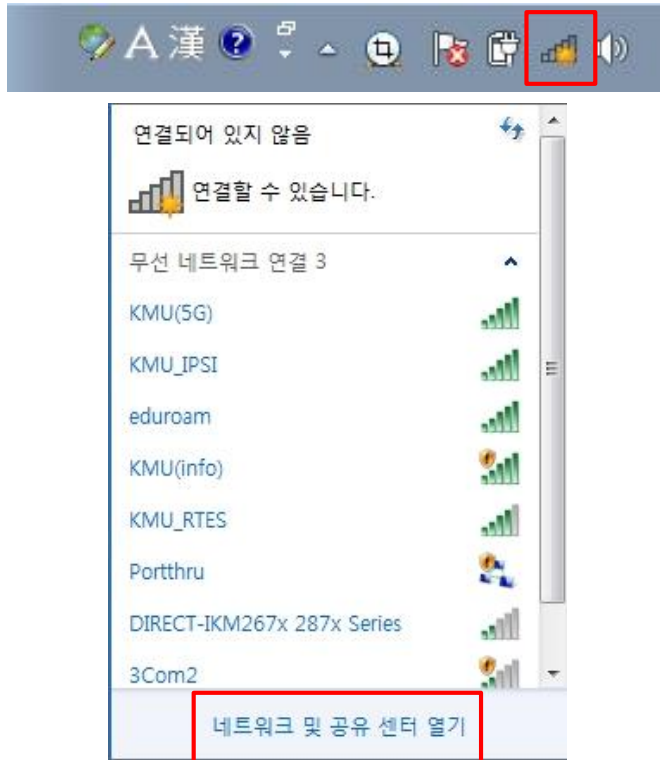 A 漢 ?
연결되어 있지 않음
연결할 수 있습니다.
무선 네트워크 연결 3
KMU(5G)
KMU_IPSI
eduroam
KMU(info)
KMU_RTES
Portthru
DIRECT-IKM267x 287x Series
3Com2
네트워크 및 공유 센터 열기